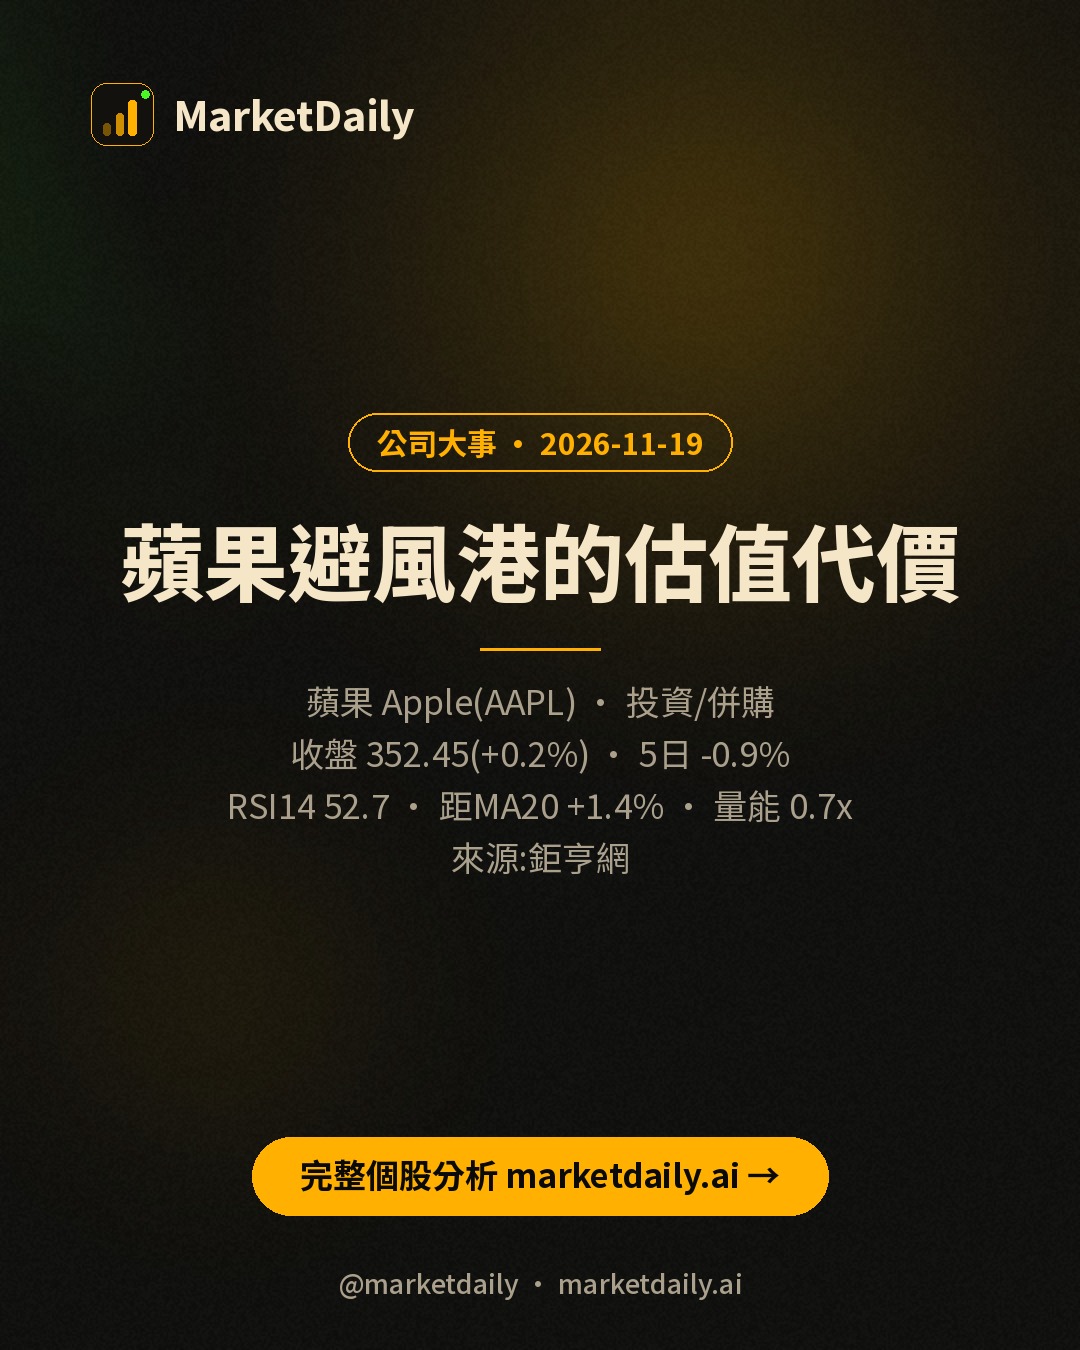 MarketDaily
公司大事 • 2026-11-19
蘋果避風港的估值代價
蘋果 Apple(AAPL) • 投資/併購
收盤 352.45(+0.2%) • 5日 -0.9%
RSI14 52.7 • 距MA20 +1.4% • 量能 0.7x
來源:鉅亨網
完整個股分析 marketdaily.ai →
@marketdaily • marketdaily.ai